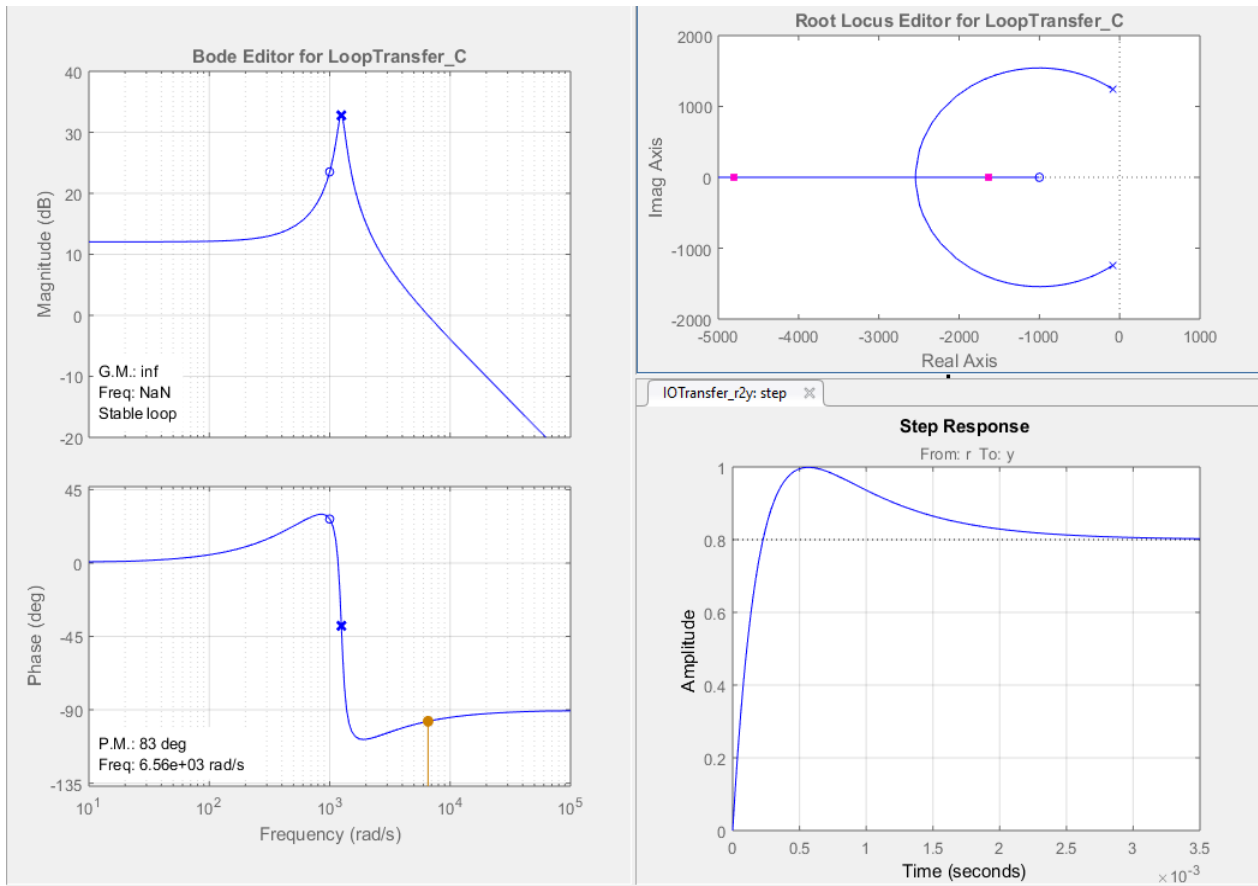 Bode Editor for LoopTransfer_C
Magnitude (dB)
40
30
20
10
0
-10
-20
G.M.: inf
Freq: NaN
Stable loop
Phase (deg)
45
0
-45
-90
-135
P.M.: 83 deg
Freq: 6.56e+03 rad/s
10^1 10^2 10^3 10^4 10^5
Frequency (rad/s)
Root Locus Editor for LoopTransfer_C
Imag Axis
2000
1000
0
-1000
-2000
-5000 -4000 -3000 -2000 -1000 0 1000
Real Axis
IOTransfer_r2y: step
Step Response
From: r To: y
Amplitude
1
0.8
0.6
0.4
0.2
0
0 0.5 1 1.5 2 2.5 3 3.5
Time (seconds)
×10^-3